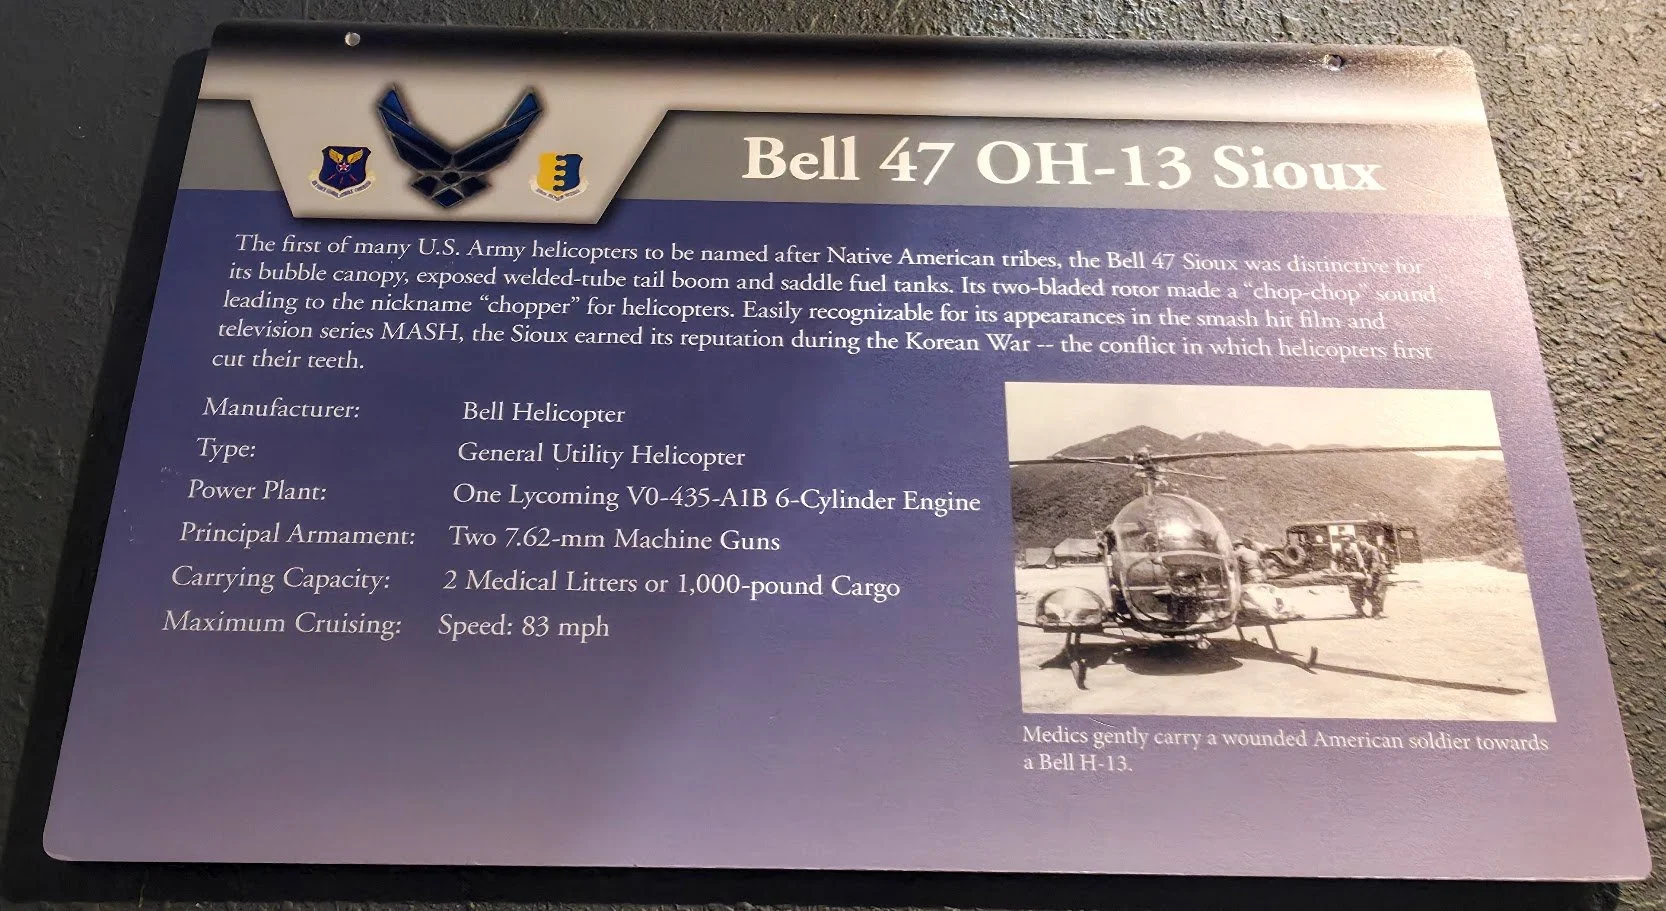 Bell 47 OH-13 Sioux
The first of many U.S. Army helicopters to be named after Native American tribes, the Bell 47 Sioux was distinctive for
its bubble canopy, exposed welded-tube tail boom and saddle fuel tanks. Its two-bladed rotor made a "chop-chop" sound,
leading to the nickname "chopper" for helicopters. Easily recognizable for its appearances in the smash hit film and
television series MASH, the Sioux earned its reputation during the Korean War -- the conflict in which helicopters first
cut their teeth.
Manufacturer: Bell Helicopter
Type: General Utility Helicopter
Power Plant: One Lycoming V0-435-A1B 6-Cylinder Engine
Principal Armament: Two 7.62-mm Machine Guns
Carrying Capacity: 2 Medical Litters or 1,000-pound Cargo
Maximum Cruising: Speed: 83 mph
Medics gently carry a wounded American soldier towards
a Bell H-13.